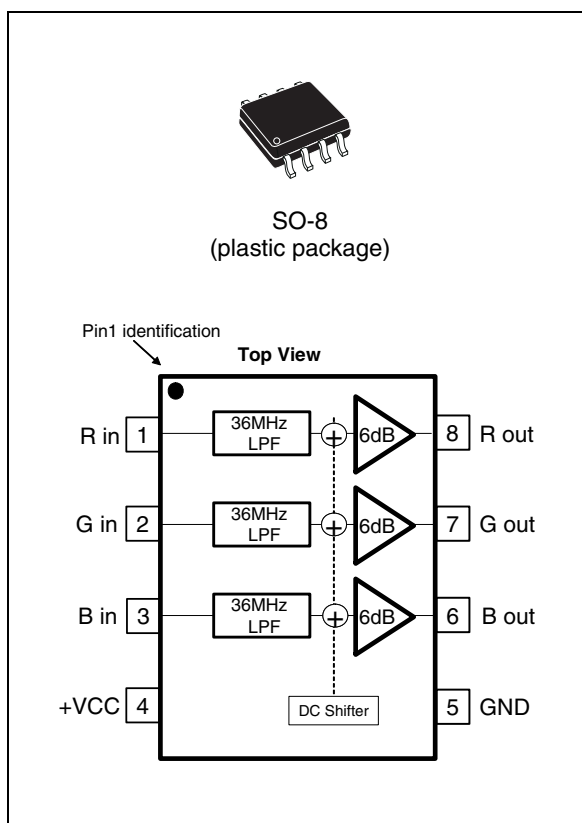 SO-8
(plastic package)
Pin1 identification
Top View
R in 1 36MHz LPF + 6dB 8 R out
G in 2 36MHz LPF + 6dB 7 G out
B in 3 36MHz LPF + 6dB 6 B out
+VCC 4 DC Shifter 5 GND